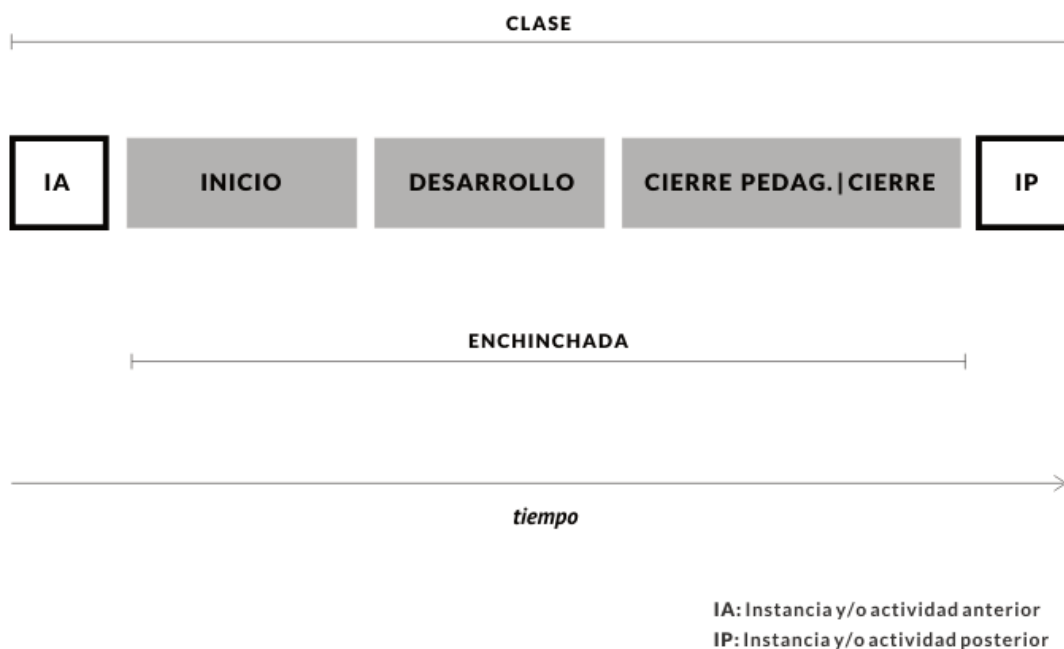 CLASE
IA
INICIO
DESARROLLO
CIERRE PEDAG.|CIERRE
IP
ENCHINCHADA
tiempo
IA: Instancia y/o actividad anterior
IP: Instancia y/o actividad posterior